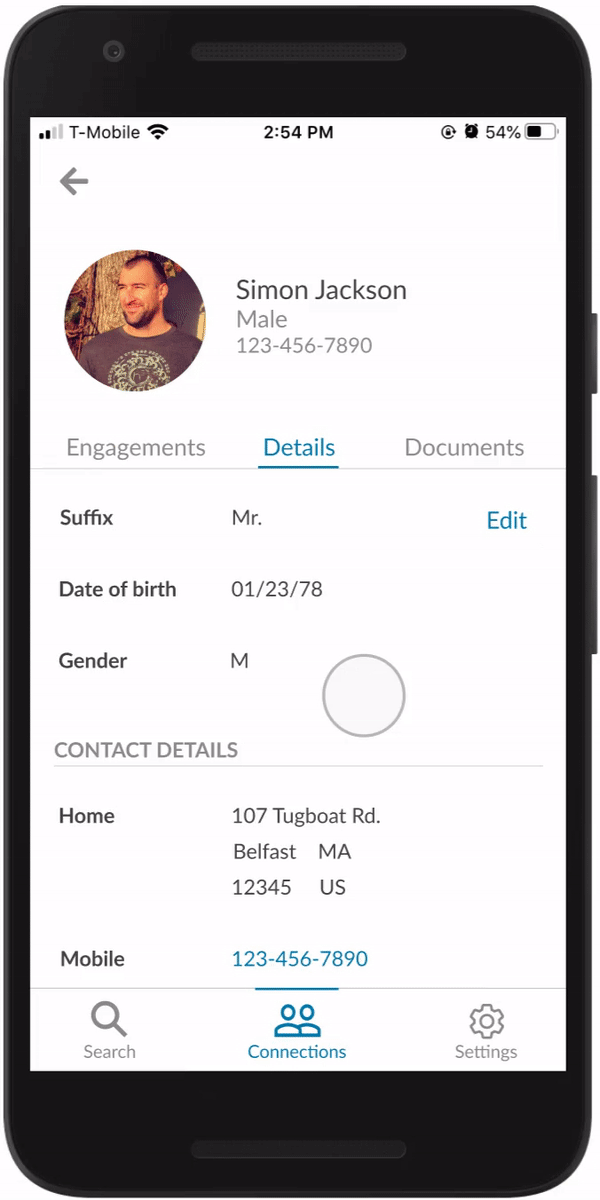 T-Mobile 2:54 PM 54%
Simon Jackson
Male
123-456-7890
Engagements Details Documents
Suffix Mr. Edit
Date of birth 01/23/78
Gender M
CONTACT DETAILS
Home 107 Tugboat Rd.
Belfast MA
12345 US
Mobile 123-456-7890
Search Connections Settings